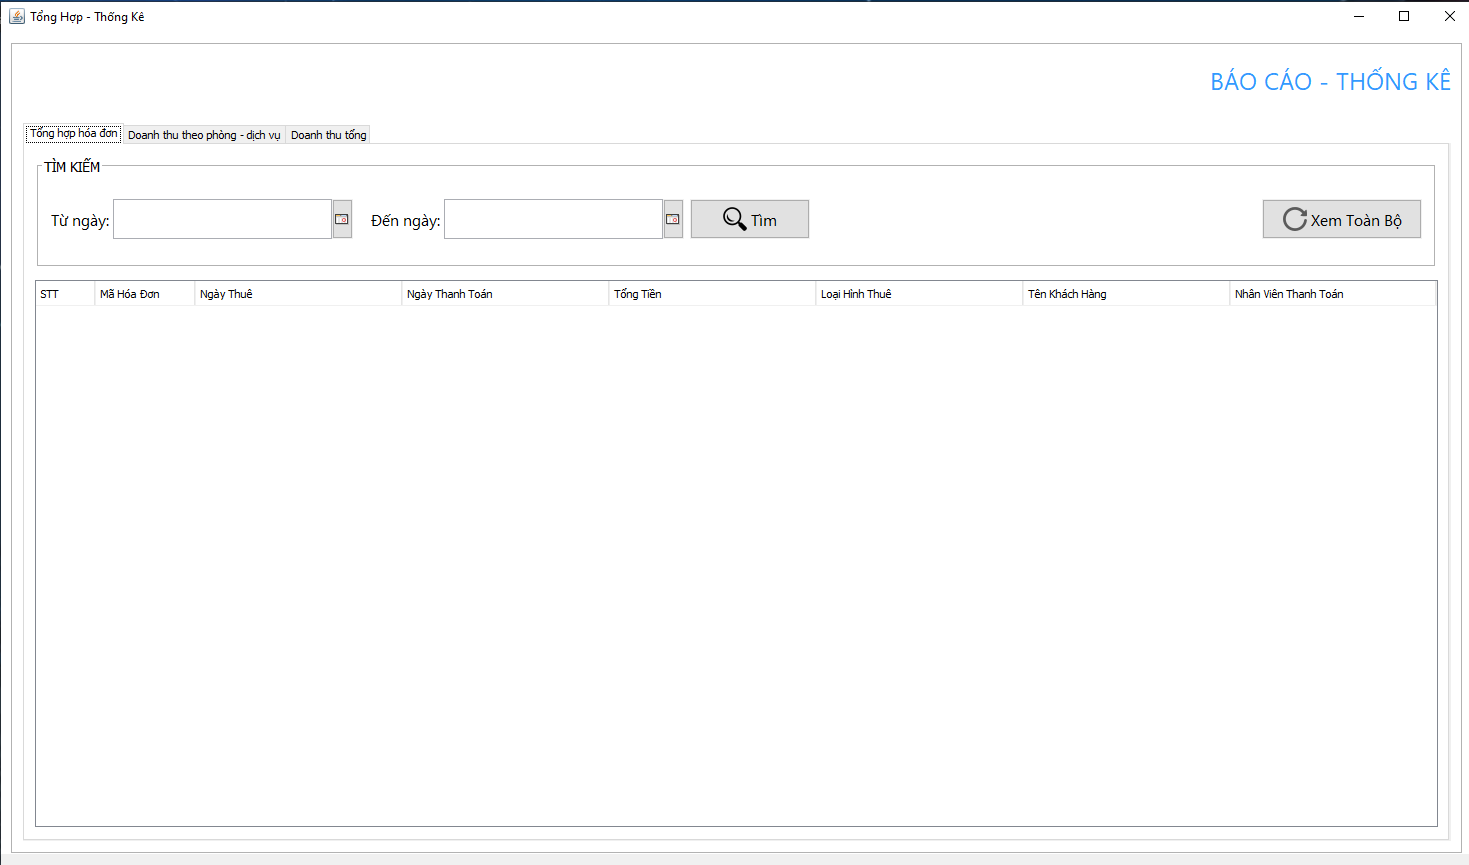 Tổng Hợp - Thống Kê
BÁO CÁO - THỐNG KÊ
Tổng hợp hóa đơn Doanh thu theo phòng - dịch vụ Doanh thu tổng
TÌM KIẾM
Từ ngày: Đến ngày: Tìm Xem Toàn Bộ
STT Mã Hóa Đơn Ngày Thuê Ngày Thanh Toán Tổng Tiền Loại Hình Thuê Tên Khách Hàng Nhân Viên Thanh Toán